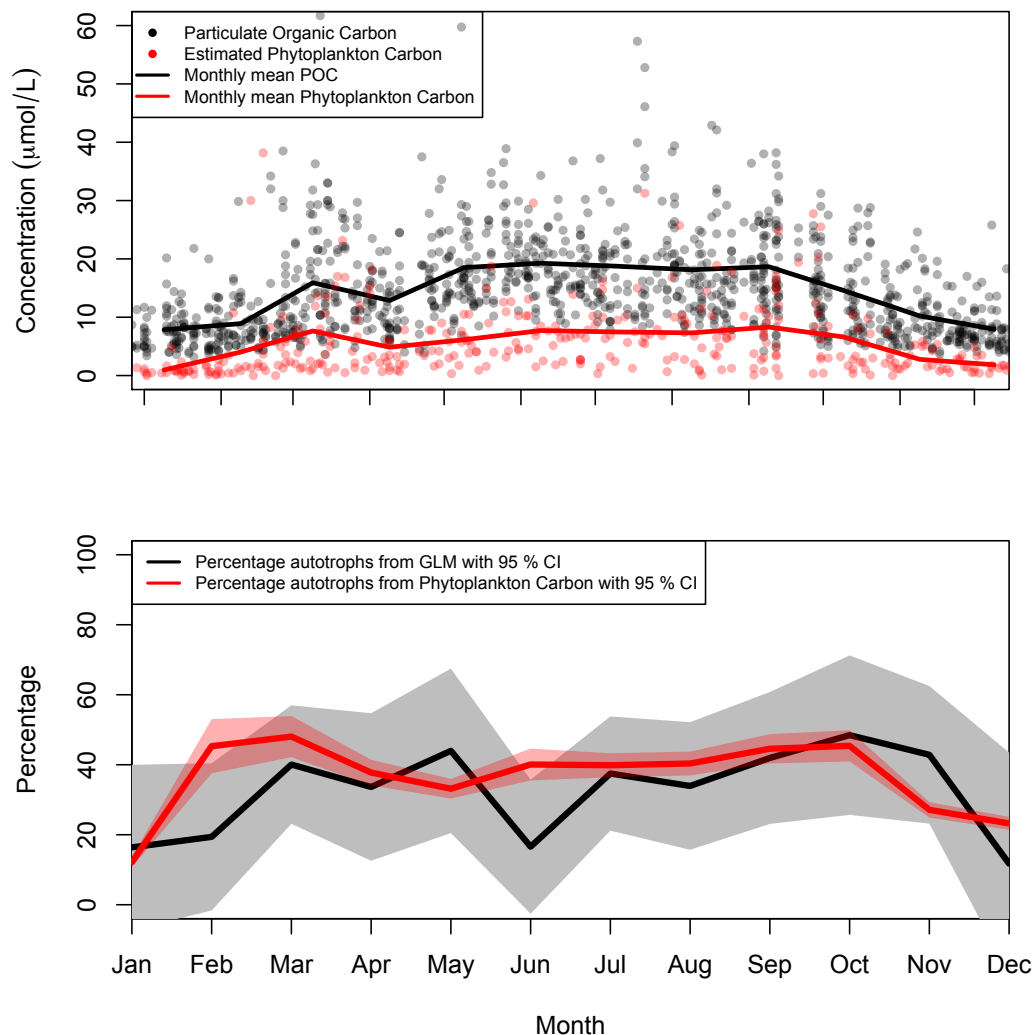 Particulate Organic Carbon
Estimated Phytoplankton Carbon
Monthly mean POC
Monthly mean Phytoplankton Carbon
Concentration (μmol/L)
60
50
40
30
20
10
0
Percentage autotrophs from GLM with 95 % CI
Percentage autotrophs from Phytoplankton Carbon with 95 % CI
Percentage
100
80
60
40
20
0
Jan Feb Mar Apr May Jun Jul Aug Sep Oct Nov Dec
Month